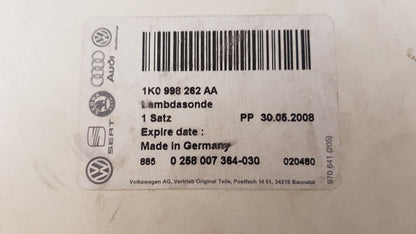 1K0 998 262 AA
Lambdasonde
1 Satz PP 30.05.2008
Expire date :
Made in Germany
885 0 258 007 364-030 020480
Volkswagen AG, Vertrieb Original Teile, Postfach 14 51, 34219 Baunatal
970 641 (205)
Audi
SEAT